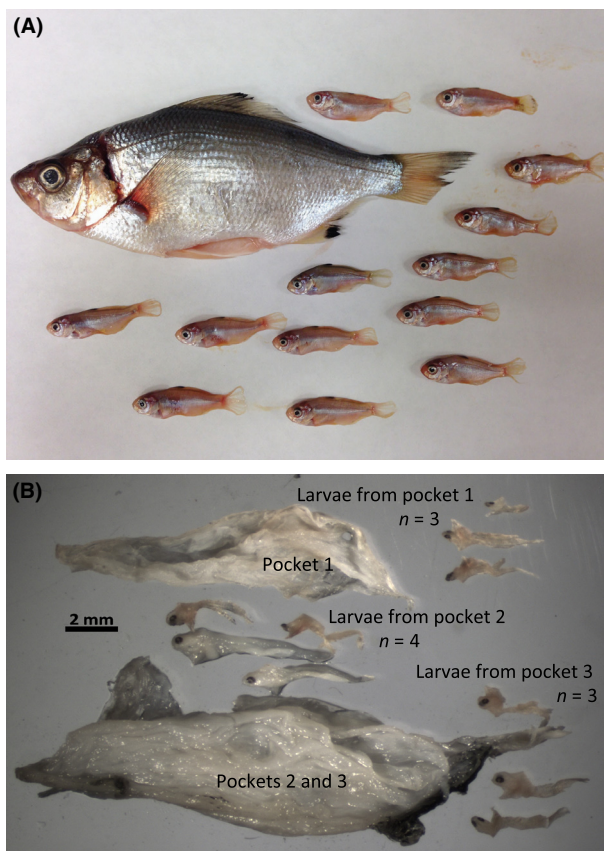 (A)
(B)
Larvae from pocket 1
n = 3
Pocket 1
2 mm
Larvae from pocket 2
n = 4
Larvae from pocket 3
n = 3
Pockets 2 and 3